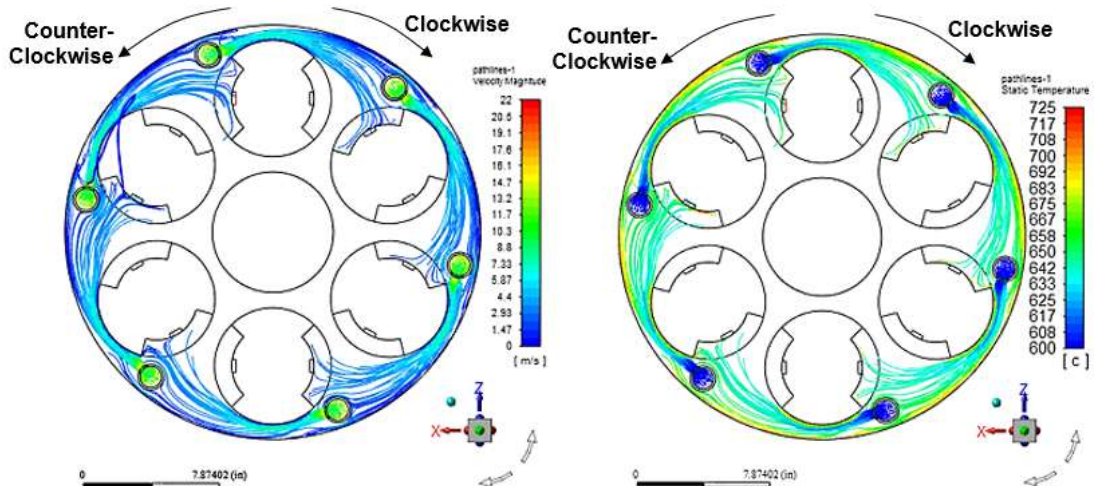 Counter-
Clockwise
Clockwise
pathlines-1
Velocity Magnitude
22
20.5
19.1
17.6
16.1
14.7
13.2
11.7
10.3
8.8
7.33
5.87
4.4
2.93
1.47
0
[ m/s ]
Z
X
0
7.87402 (in)
Counter-
Clockwise
Clockwise
pathlines-1
Static Temperature
725
717
708
700
692
683
675
667
658
650
642
633
625
617
608
600
[ c ]
Z
X
0
7.87402 (in)